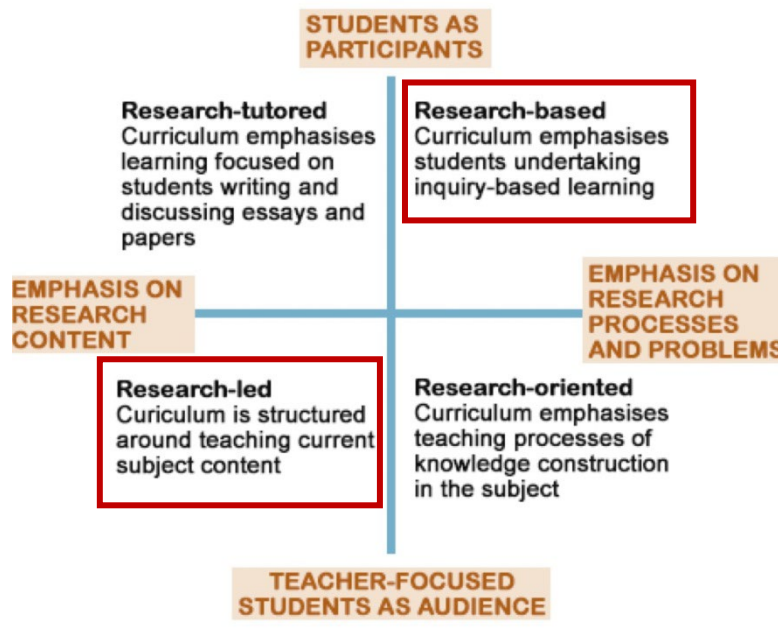 STUDENTS AS
PARTICIPANTS
Research-tutored
Curriculum emphasises
learning focused on
students writing and
discussing essays and
papers
Research-based
Curriculum emphasises
students undertaking
inquiry-based learning
EMPHASIS ON
RESEARCH
CONTENT
EMPHASIS ON
RESEARCH
PROCESSES
AND PROBLEMS
Research-led
Curiculum is structured
around teaching current
subject content
Research-oriented
Curriculum emphasises
teaching processes of
knowledge construction
in the subject
TEACHER-FOCUSED
STUDENTS AS AUDIENCE